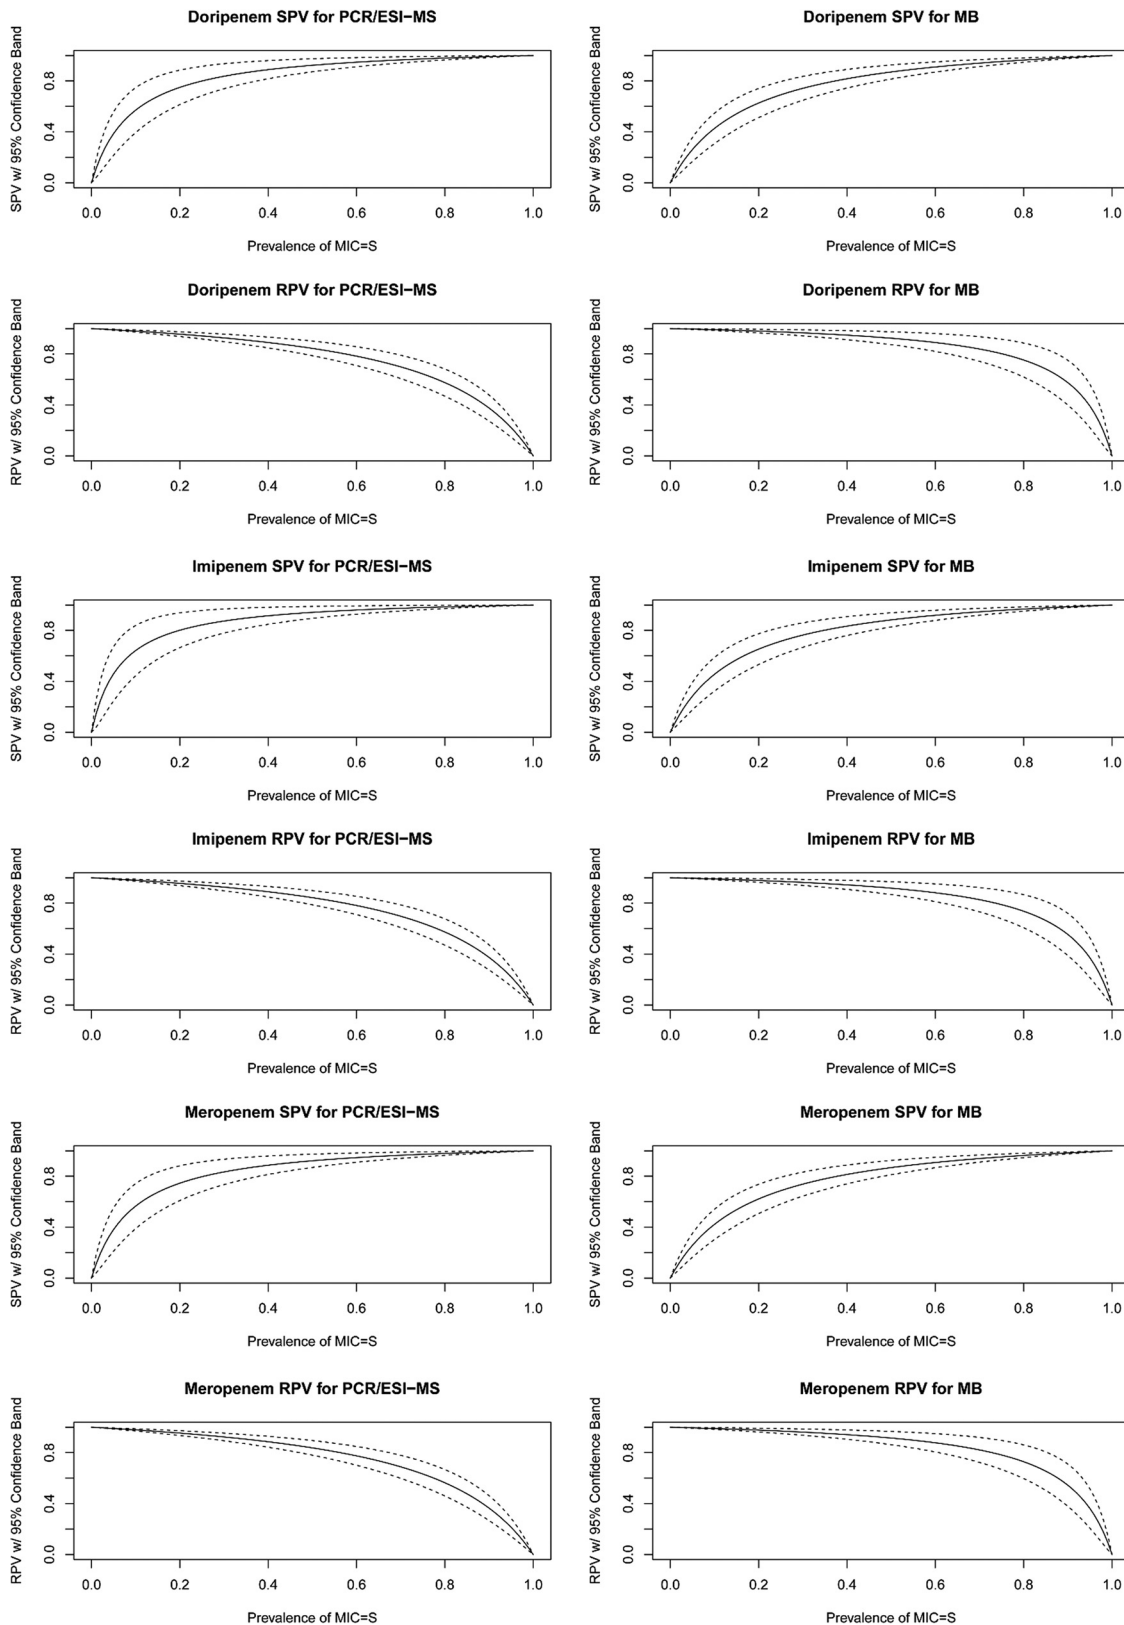 Doripenem SPV for PCR/ESI−MS
SPV w/ 95% Confidence Band
0.0 0.4 0.8
0.0 0.2 0.4 0.6 0.8 1.0
Prevalence of MIC=S
Doripenem SPV for MB
SPV w/ 95% Confidence Band
0.0 0.4 0.8
0.0 0.2 0.4 0.6 0.8 1.0
Prevalence of MIC=S
Doripenem RPV for PCR/ESI−MS
RPV w/ 95% Confidence Band
0.0 0.4 0.8
0.0 0.2 0.4 0.6 0.8 1.0
Prevalence of MIC=S
Doripenem RPV for MB
RPV w/ 95% Confidence Band
0.0 0.4 0.8
0.0 0.2 0.4 0.6 0.8 1.0
Prevalence of MIC=S
Imipenem SPV for PCR/ESI−MS
SPV w/ 95% Confidence Band
0.0 0.4 0.8
0.0 0.2 0.4 0.6 0.8 1.0
Prevalence of MIC=S
Imipenem SPV for MB
SPV w/ 95% Confidence Band
0.0 0.4 0.8
0.0 0.2 0.4 0.6 0.8 1.0
Prevalence of MIC=S
Imipenem RPV for PCR/ESI−MS
RPV w/ 95% Confidence Band
0.0 0.4 0.8
0.0 0.2 0.4 0.6 0.8 1.0
Prevalence of MIC=S
Imipenem RPV for MB
RPV w/ 95% Confidence Band
0.0 0.4 0.8
0.0 0.2 0.4 0.6 0.8 1.0
Prevalence of MIC=S
Meropenem SPV for PCR/ESI−MS
SPV w/ 95% Confidence Band
0.0 0.4 0.8
0.0 0.2 0.4 0.6 0.8 1.0
Prevalence of MIC=S
Meropenem SPV for MB
SPV w/ 95% Confidence Band
0.0 0.4 0.8
0.0 0.2 0.4 0.6 0.8 1.0
Prevalence of MIC=S
Meropenem RPV for PCR/ESI−MS
RPV w/ 95% Confidence Band
0.0 0.4 0.8
0.0 0.2 0.4 0.6 0.8 1.0
Prevalence of MIC=S
Meropenem RPV for MB
RPV w/ 95% Confidence Band
0.0 0.4 0.8
0.0 0.2 0.4 0.6 0.8 1.0
Prevalence of MIC=S